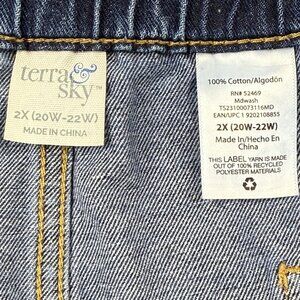 terra &
sky™
2X (20W-22W)
MADE IN CHINA
100% Cotton/Algodón
RN# 52469
Mdwash
TS23100073116MD
EAN/UPC 1 9202108855
2X (20W-22W)
Made In/Hecho En
China
THIS LABEL YARN IS MADE
OUT OF 100% RECYCLED
POLYESTER MATERIALS